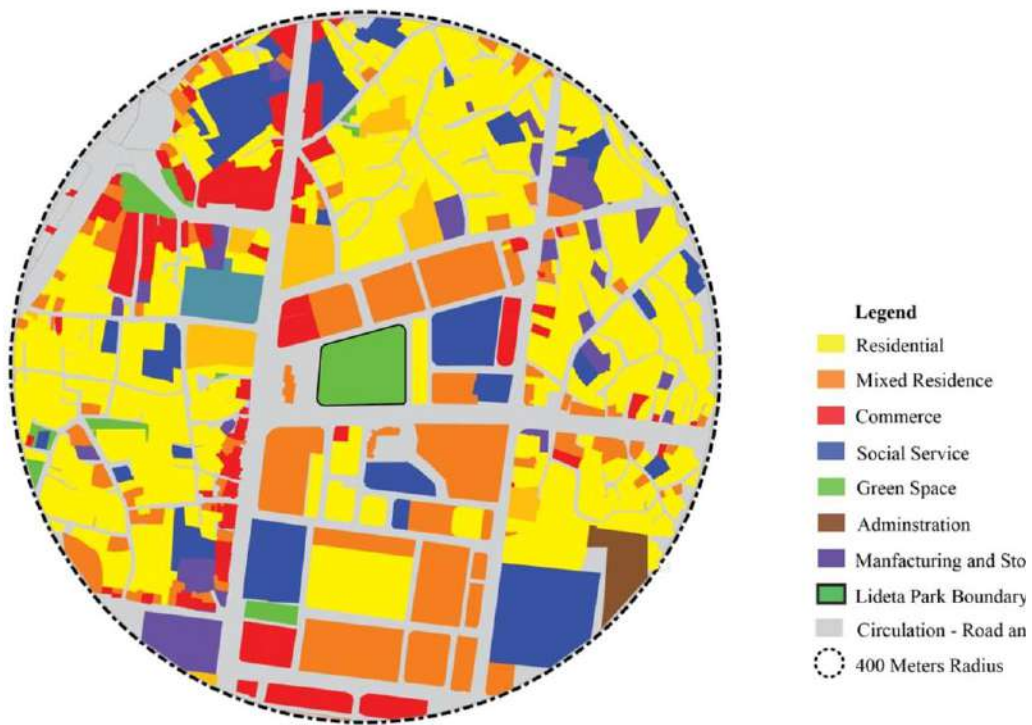 Legend
Residential
Mixed Residence
Commerce
Social Service
Green Space
Adminstration
Manfacturing and Sto
Lideta Park Boundary
Circulation - Road an
400 Meters Radius